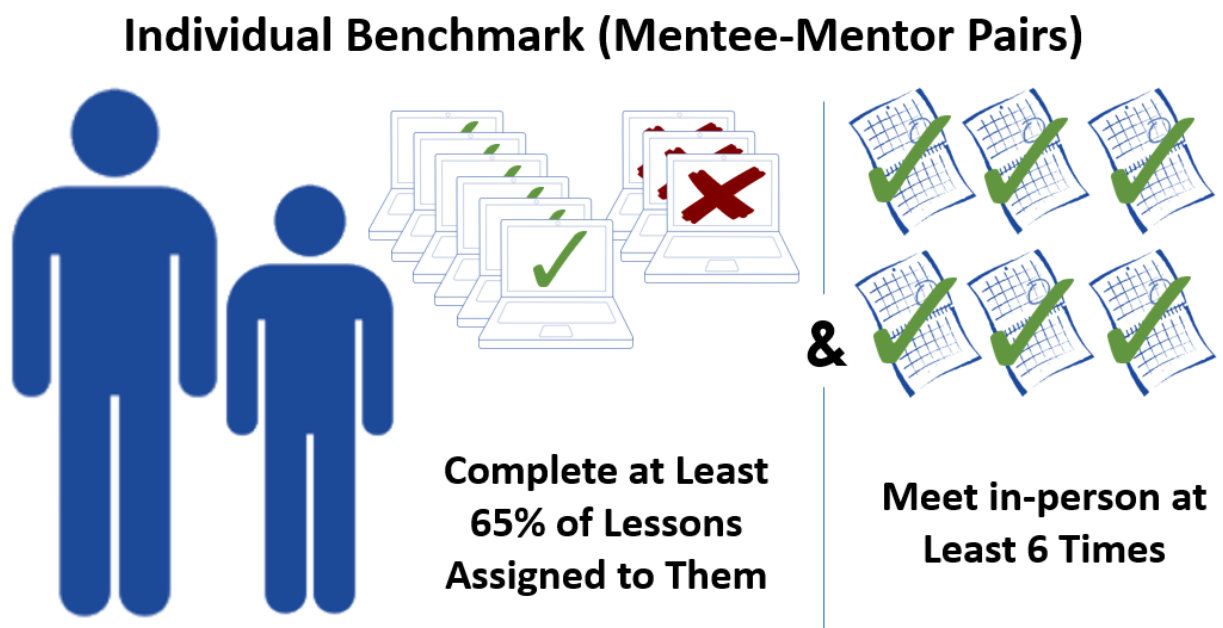 Individual Benchmark (Mentee-Mentor Pairs)
Complete at Least
65% of Lessons
Assigned to Them
&
Meet in-person at
Least 6 Times